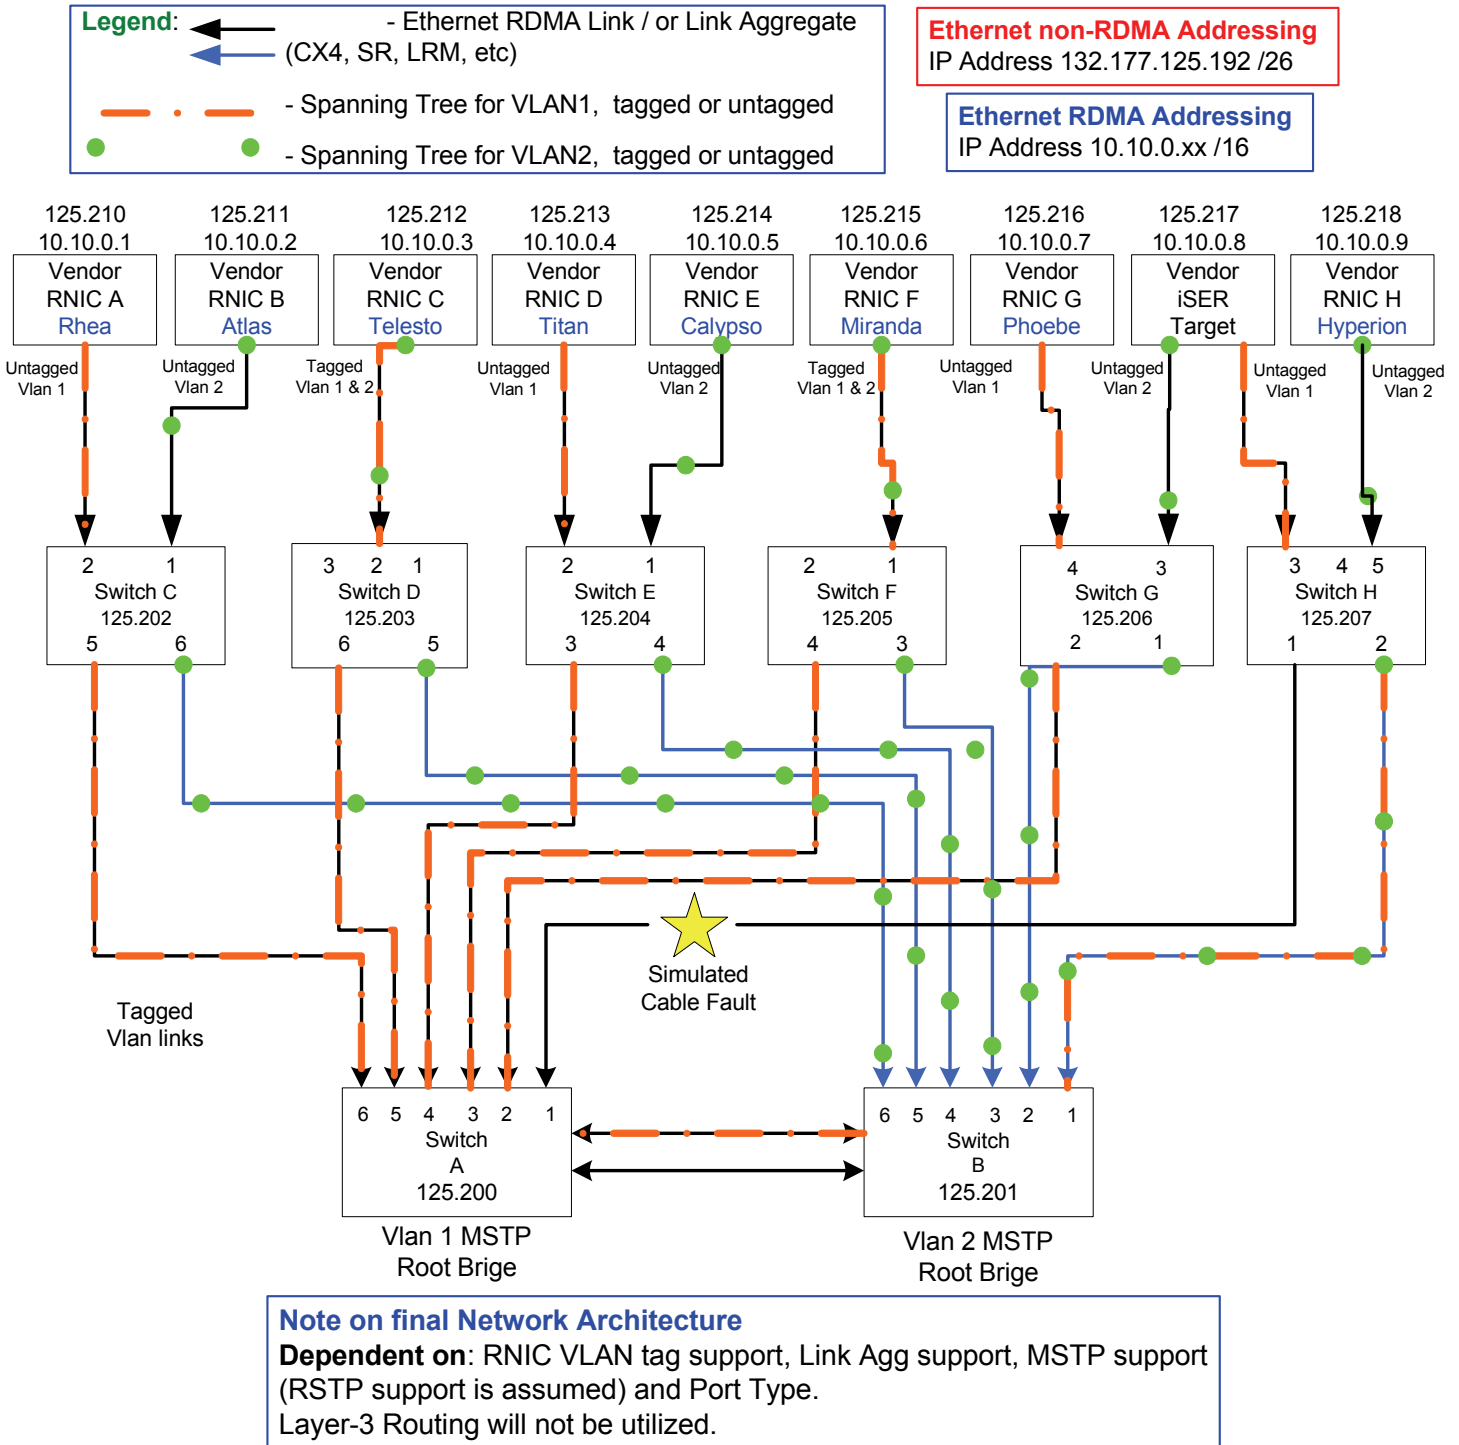 Legend: - Ethernet RDMA Link / or Link Aggregate
(CX4, SR, LRM, etc)
- Spanning Tree for VLAN1, tagged or untagged
- Spanning Tree for VLAN2, tagged or untagged
Ethernet non-RDMA Addressing
IP Address 132.177.125.192 /26
Ethernet RDMA Addressing
IP Address 10.10.0.xx /16
125.210
10.10.0.1
Vendor
RNIC A
Rhea
125.211
10.10.0.2
Vendor
RNIC B
Atlas
125.212
10.10.0.3
Vendor
RNIC C
Telesto
125.213
10.10.0.4
Vendor
RNIC D
Titan
125.214
10.10.0.5
Vendor
RNIC E
Calypso
125.215
10.10.0.6
Vendor
RNIC F
Miranda
125.216
10.10.0.7
Vendor
RNIC G
Phoebe
125.217
10.10.0.8
Vendor
iSER
Target
125.218
10.10.0.9
Vendor
RNIC H
Hyperion
Untagged
Vlan 1
Untagged
Vlan 2
Tagged
Vlan 1 & 2
Untagged
Vlan 1
Untagged
Vlan 2
Tagged
Vlan 1 & 2
Untagged
Vlan 1
Untagged
Vlan 2
Untagged
Vlan 1
Untagged
Vlan 2
2 1
Switch C
125.202
5 6
3 2 1
Switch D
125.203
6 5
2 1
Switch E
125.204
3 4
2 1
Switch F
125.205
4 3
4 3
Switch G
125.206
2 1
3 4 5
Switch H
125.207
1 2
Simulated
Cable Fault
Tagged
Vlan links
6 5 4 3 2 1
Switch
A
125.200
6 5 4 3 2 1
Switch
B
125.201
Vlan 1 MSTP
Root Brige
Vlan 2 MSTP
Root Brige
Note on final Network Architecture
Dependent on: RNIC VLAN tag support, Link Agg support, MSTP support
(RSTP support is assumed) and Port Type.
Layer-3 Routing will not be utilized.